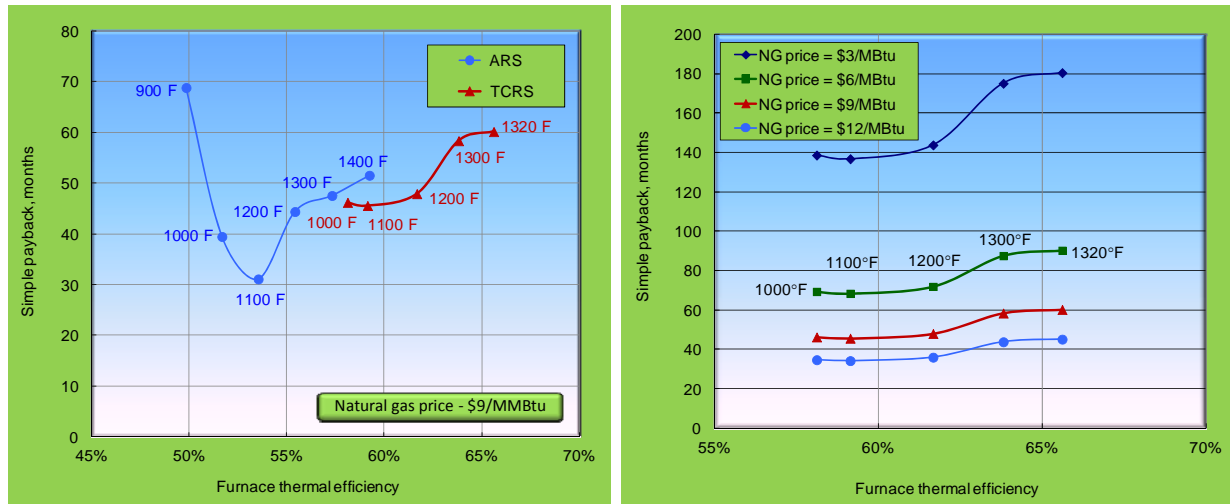 80
70
60
50
40
30
20
10
0
Simple payback, months
ARS
TCRS
900 F
1000 F
1100 F
1200 F
1300 F
1400 F
1000 F
1100 F
1200 F
1300 F
1320 F
Natural gas price - $9/MMBtu
45%
50%
55%
60%
65%
70%
Furnace thermal efficiency
200
180
160
140
120
100
80
60
40
20
0
Simple payback, months
NG price = $3/MBtu
NG price = $6/MBtu
NG price = $9/MBtu
NG price = $12/MBtu
1000°F
1100°F
1200°F
1300°F
1320°F
55%
60%
65%
70%
Furnace thermal efficiency